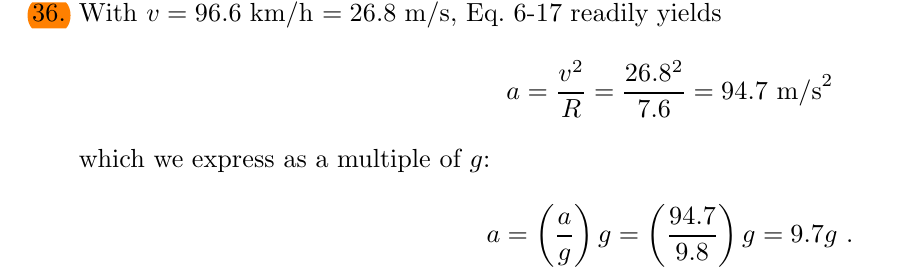 36. With v = 96.6 km/h = 26.8 m/s, Eq. 6-17 readily yields
a = v²/R = 26.8²/7.6 = 94.7 m/s²
which we express as a multiple of g:
a = (a/g) g = (94.7/9.8) g = 9.7g .